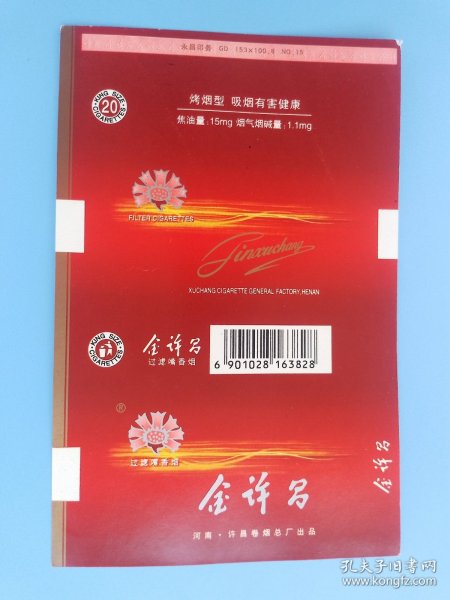 永昌印务 GD 153×100.8 NO 15
KING SIZE
20
CIGARETTES
烤烟型 吸烟有害健康
焦油量:15mg 烟气烟碱量:1.1mg
FILTER CIGARETTES
Jinxuchang
XUCHANG CIGARETTE GENERAL FACTORY,HENAN
KING SIZE
CIGARETTES
金许昌
过滤嘴香烟
6 901028 163828
®
过滤嘴香烟
金许昌
金许昌
河南·许昌卷烟总厂出品
孔夫子旧书网
www.kongfz.com